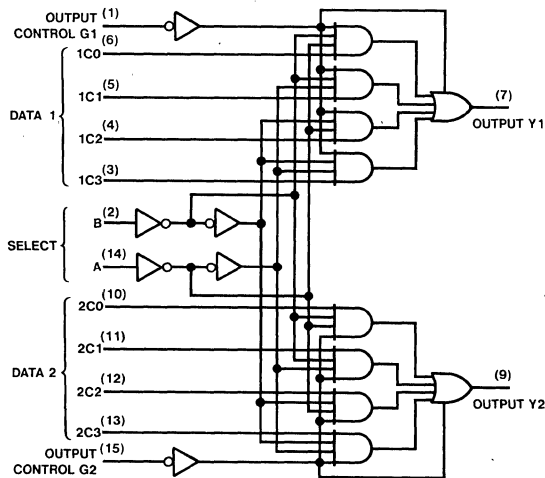 OUTPUT (1)
CONTROL G1
(6)
1C0
(5)
1C1
DATA 1
(4)
1C2
(3)
1C3
(7)
OUTPUT Y1
B (2)
SELECT
A (14)
(10)
2C0
(11)
2C1
DATA 2
(12)
2C2
(13)
2C3
OUTPUT (15)
CONTROL G2
(9)
OUTPUT Y2